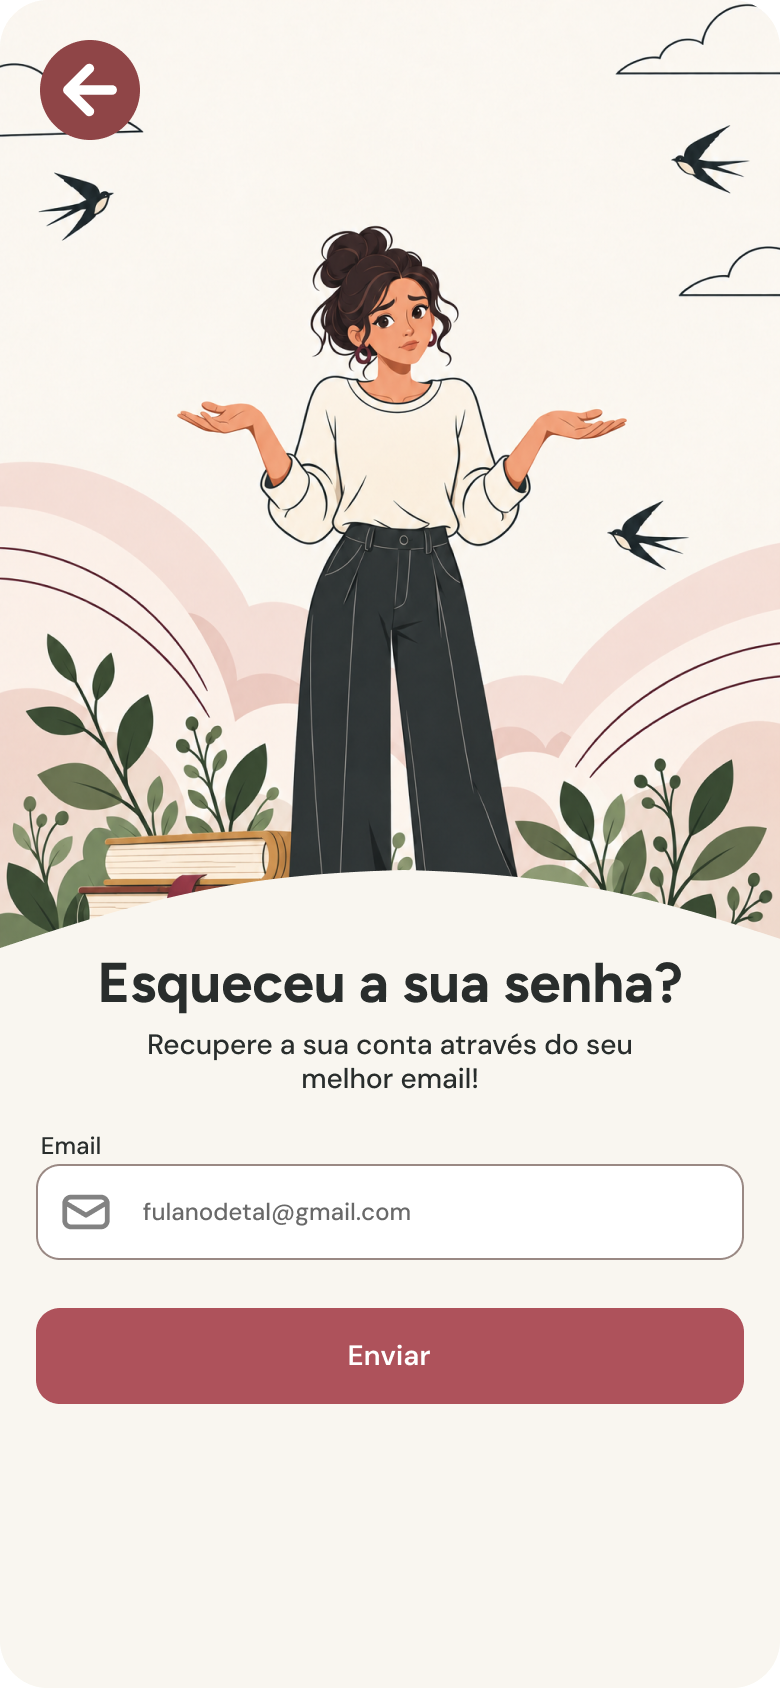 Esqueceu a sua senha?
Recupere a sua conta através do seu
melhor email!
Email
fulanodetal@gmail.com
Enviar